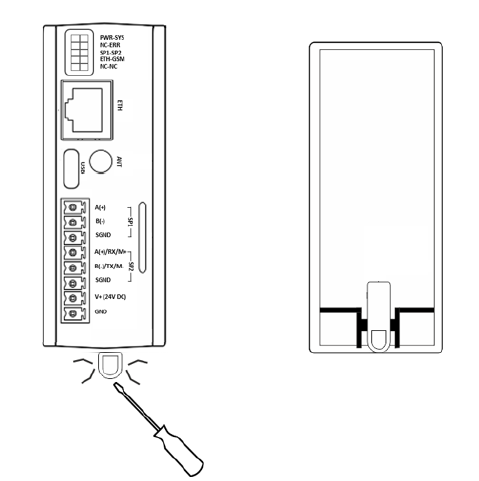 PWR-SYS
NC-ERR
SP1-SP2
ETH-GSM
NC-NC
ETH
ANT
USB
A(+)
B(-)
SGND
SP1
A(+)/RX/M+
B(-)/TX/M-
SGND
SP2
V+(24V DC)
GND